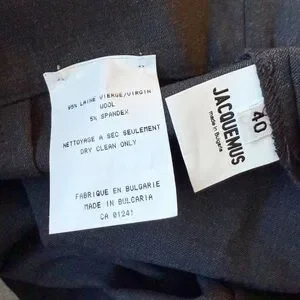 95% LAINE VIERGE/VIRGIN
WOOL
5% SPANDEX
NETTOYAGE A SEC SEULEMENT
DRY CLEAN ONLY
FABRIQUE EN BULGARIE
MADE IN BULGARIA
CA 01241
JACQUEMUS
made in Bulgaria
40